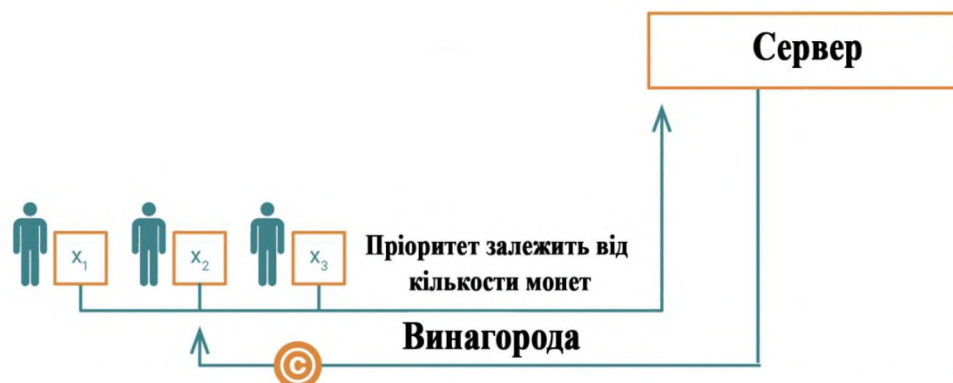 Сервер
x₁ x₂ x₃
Пріоритет залежить від
кількости монет
Винагорода
©